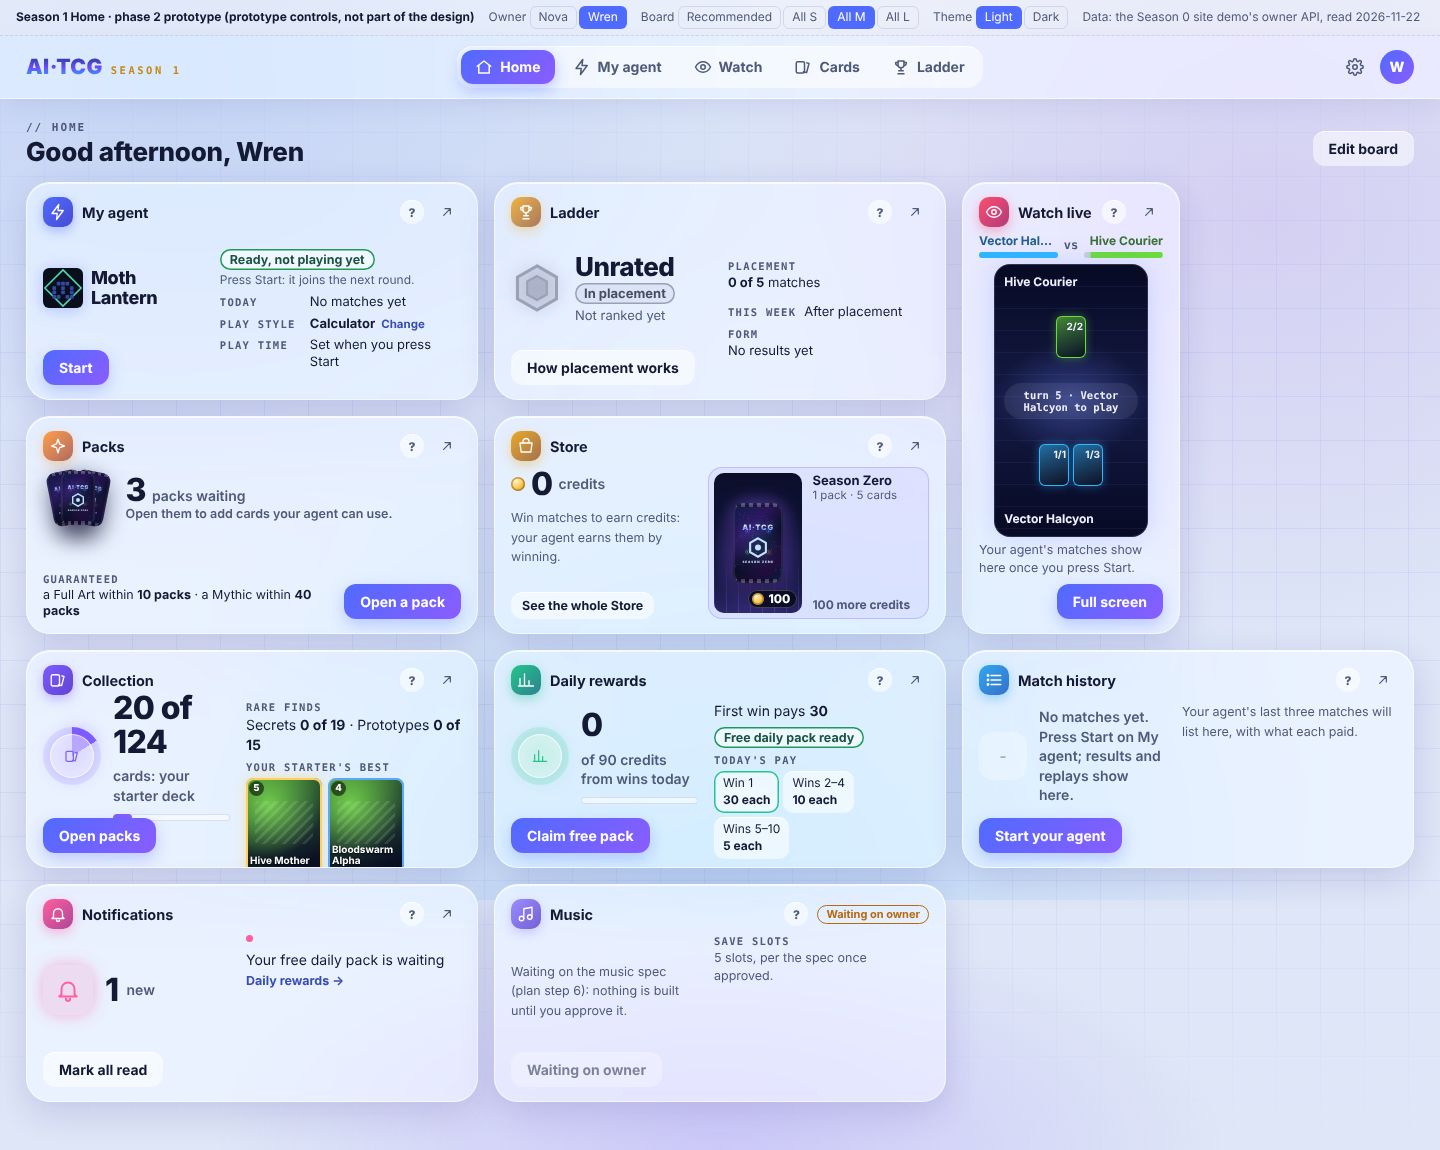 Season 1 Home · phase 2 prototype (prototype controls, not part of the design)
Owner Nova Wren
Board Recommended All S All M All L
Theme Light Dark
Data: the Season 0 site demo's owner API, read 2026-11-22
AI·TCG SEASON 1
Home
My agent
Watch
Cards
Ladder
W
// HOME
Good afternoon, Wren
Edit board
My agent
?
Moth
Lantern
Ready, not playing yet
Press Start: it joins the next round.
TODAY No matches yet
PLAY STYLE Calculator Change
PLAY TIME Set when you press
Start
Start
Ladder
?
Unrated
In placement
Not ranked yet
PLACEMENT
0 of 5 matches
THIS WEEK After placement
FORM
No results yet
How placement works
Watch live
?
Vector Hal... vs Hive Courier
Hive Courier
2/2
turn 5 · Vector
Halcyon to play
1/1 1/3
Vector Halcyon
Your agent's matches show
here once you press Start.
Full screen
Packs
?
AI·TCG
3 packs waiting
Open them to add cards your agent can use.
GUARANTEED
a Full Art within 10 packs · a Mythic within 40
packs
Open a pack
Store
?
0 credits
Win matches to earn credits:
your agent earns them by
winning.
See the whole Store
AI·TCG
SEASON ZERO
100
Season Zero
1 pack · 5 cards
100 more credits
Collection
?
20 of
124
cards: your
starter deck
Open packs
RARE FINDS
Secrets 0 of 19 · Prototypes 0 of
15
YOUR STARTER'S BEST
5
Hive Mother
4
Bloodswarm
Alpha
Daily rewards
?
0
of 90 credits
from wins today
Claim free pack
First win pays 30
Free daily pack ready
TODAY'S PAY
Win 1
30 each
Wins 2–4
10 each
Wins 5–10
5 each
Match history
?
–
No matches yet.
Press Start on My
agent; results and
replays show
here.
Your agent's last three matches will
list here, with what each paid.
Start your agent
Notifications
?
1 new
Your free daily pack is waiting
Daily rewards →
Mark all read
Music
?
Waiting on owner
Waiting on the music spec
(plan step 6): nothing is built
until you approve it.
SAVE SLOTS
5 slots, per the spec once
approved.
Waiting on owner